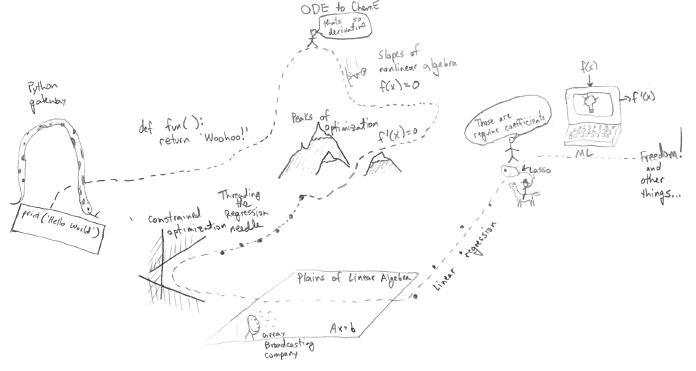 ODE to ChemE
thats so
derivative
Slopes of
nonlinear algebra
f(x)=0
Python
gateway
def fun():
return 'Woohoo!'
Peaks of
optimization
f'(x)=0
Those are
regular coefficients
f(x)
f'(x)
ML
Freedom!
and
other
things...
LASSO
print('Hello World')
Threading
the
Regression
needle
constrained
optimization
Linear regression
Plains of Linear Algebra
Ax=b
array
Broadcasting
company